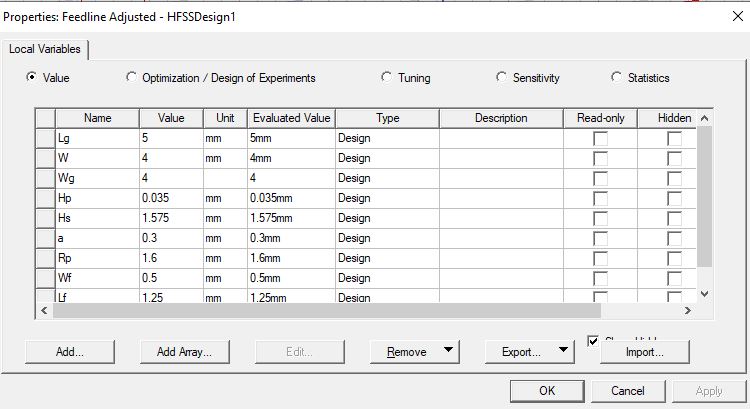 Properties: Feedline Adjusted - HFSSDesign1
Local Variables
Value Optimization / Design of Experiments Tuning Sensitivity Statistics
Name Value Unit Evaluated Value Type Description Read-only Hidden
Lg 5 mm 5mm Design
W 4 mm 4mm Design
Wg 4 4 Design
Hp 0.035 mm 0.035mm Design
Hs 1.575 mm 1.575mm Design
a 0.3 mm 0.3mm Design
Rp 1.6 mm 1.6mm Design
Wf 0.5 mm 0.5mm Design
Lf 1.25 mm 1.25mm Design
Add... Add Array... Edit... Remove Export... Import...
OK Cancel Apply